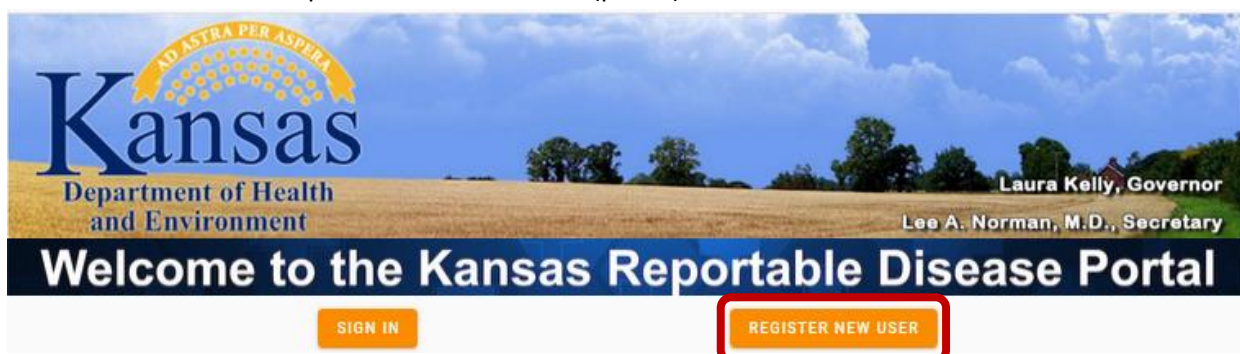 AD ASTRA PER ASPERA
Kansas
Department of Health
and Environment
Laura Kelly, Governor
Lee A. Norman, M.D., Secretary
Welcome to the Kansas Reportable Disease Portal
SIGN IN
REGISTER NEW USER